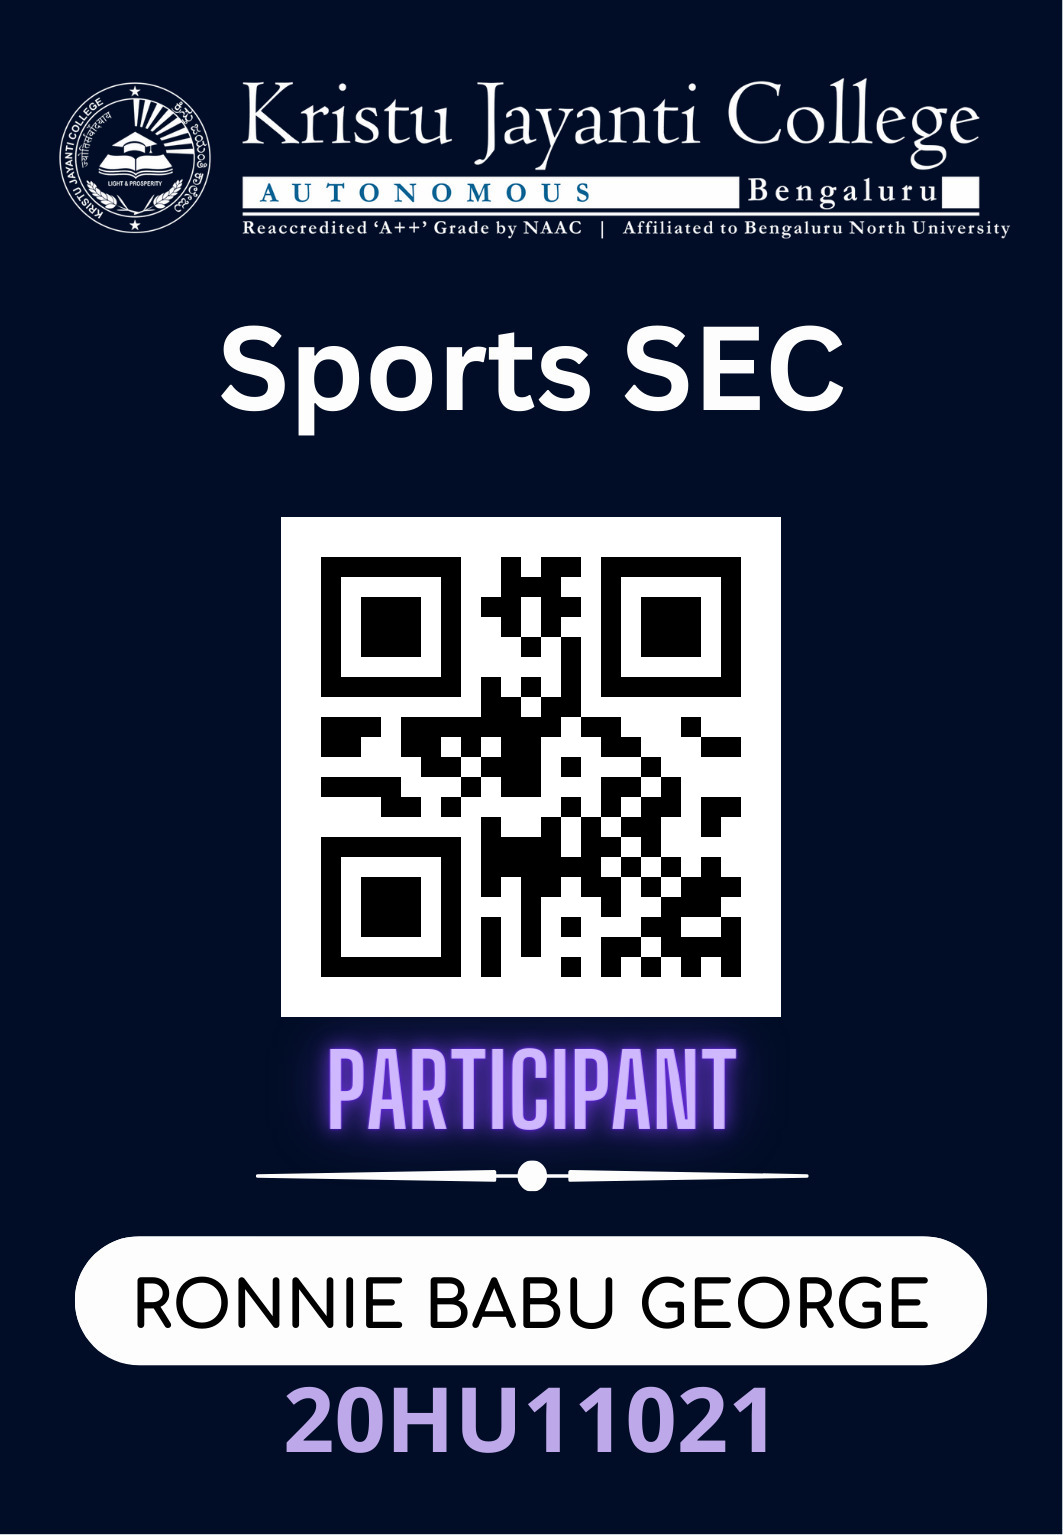 KRISTU JAYANTI COLLEGE
LIGHT & PROSPERITY
Kristu Jayanti College
AUTONOMOUS Bengaluru
Reaccredited ‘A++’ Grade by NAAC | Affiliated to Bengaluru North University
Sports SEC
PARTICIPANT
RONNIE BABU GEORGE
20HU11021